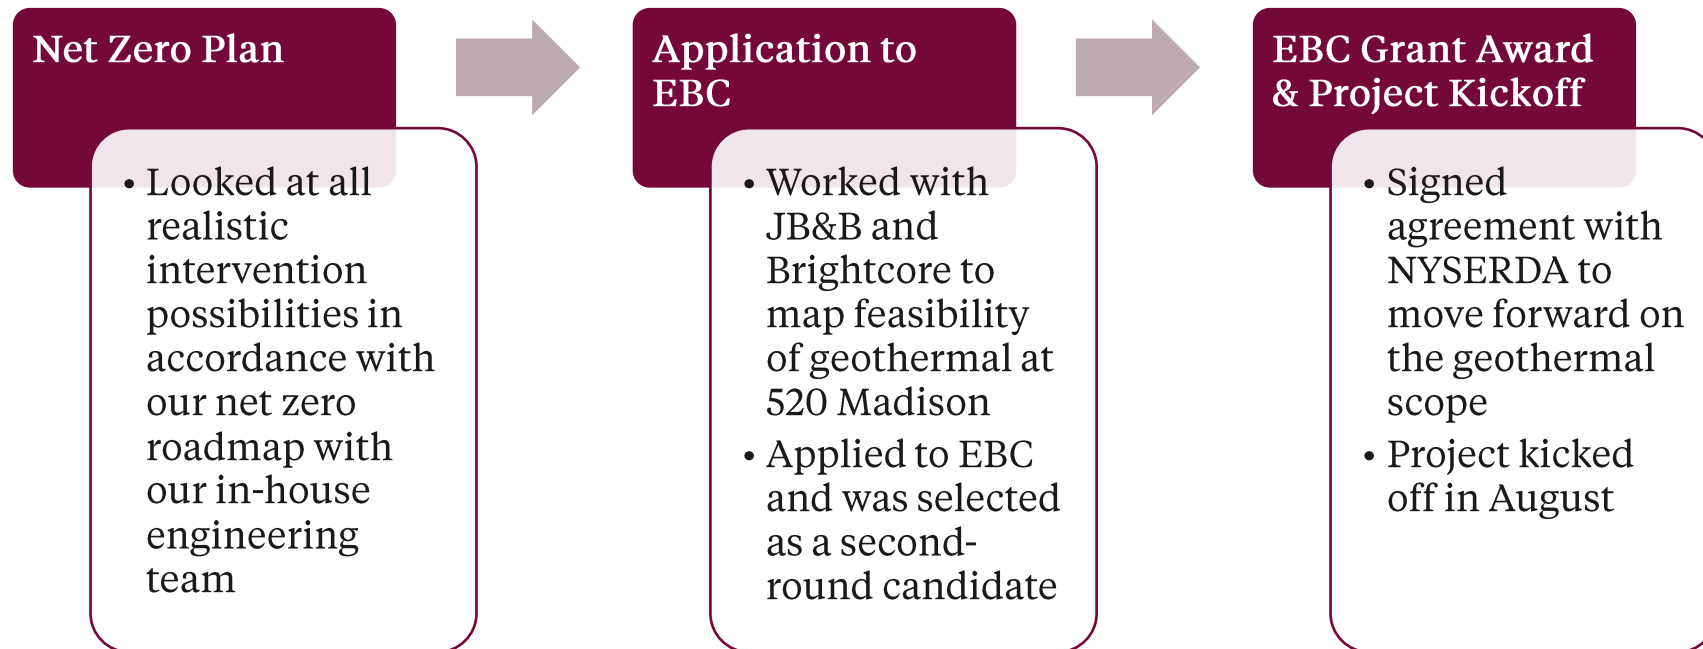 Net Zero Plan
• Looked at all
realistic
intervention
possibilities in
accordance with
our net zero
roadmap with
our in-house
engineering
team
Application to
EBC
• Worked with
JB&B and
Brightcore to
map feasibility
of geothermal at
520 Madison
• Applied to EBC
and was selected
as a second-
round candidate
EBC Grant Award
& Project Kickoff
• Signed
agreement with
NYSERDA to
move forward on
the geothermal
scope
• Project kicked
off in August